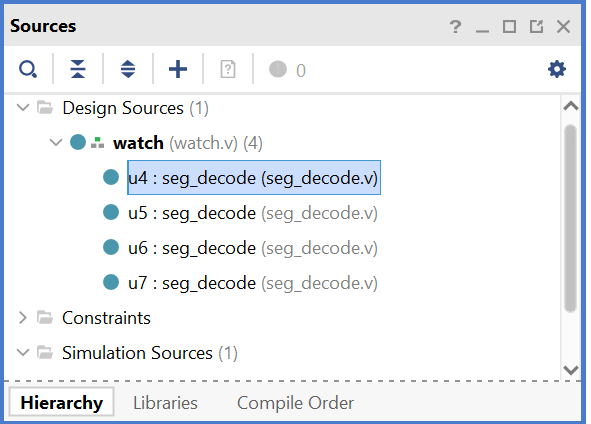 Sources
0
Design Sources (1)
watch (watch.v) (4)
u4 : seg_decode (seg_decode.v)
u5 : seg_decode (seg_decode.v)
u6 : seg_decode (seg_decode.v)
u7 : seg_decode (seg_decode.v)
Constraints
Simulation Sources (1)
Hierarchy Libraries Compile Order